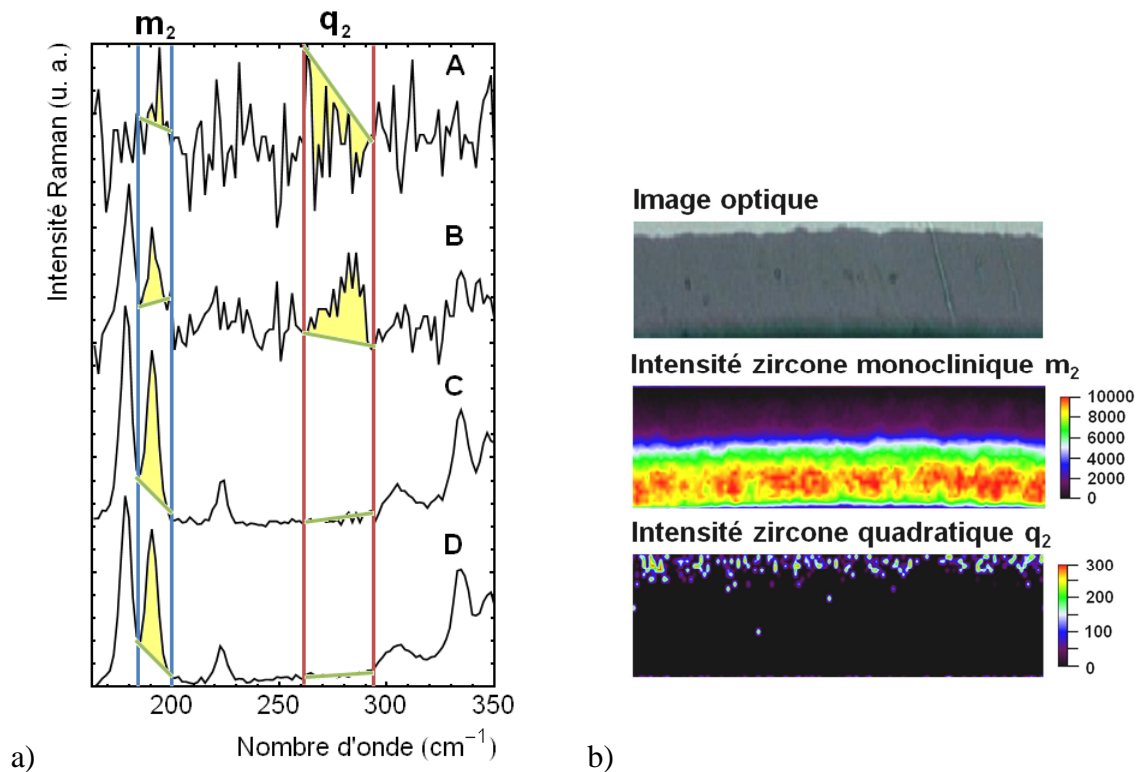 m₂ q₂
Intensité Raman (u. a.)
A
B
C
D
200 250 300 350
Nombre d'onde (cm⁻¹)
a)
Image optique
Intensité zircone monoclinique m₂
10000
8000
6000
4000
2000
0
Intensité zircone quadratique q₂
300
200
100
0
b)